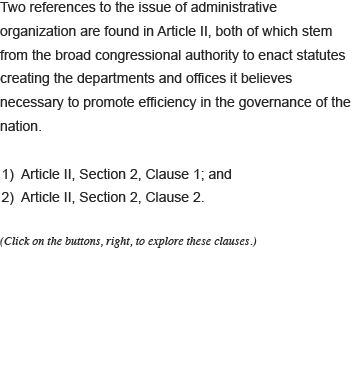 Two references to the issue of administrative
organization are found in Article II, both of which stem
from the broad congressional authority to enact statutes
creating the departments and offices it believes
necessary to promote efficiency in the governance of the
nation.
1) Article II, Section 2, Clause 1; and
2) Article II, Section 2, Clause 2.
(Click on the buttons, right, to explore these clauses.)